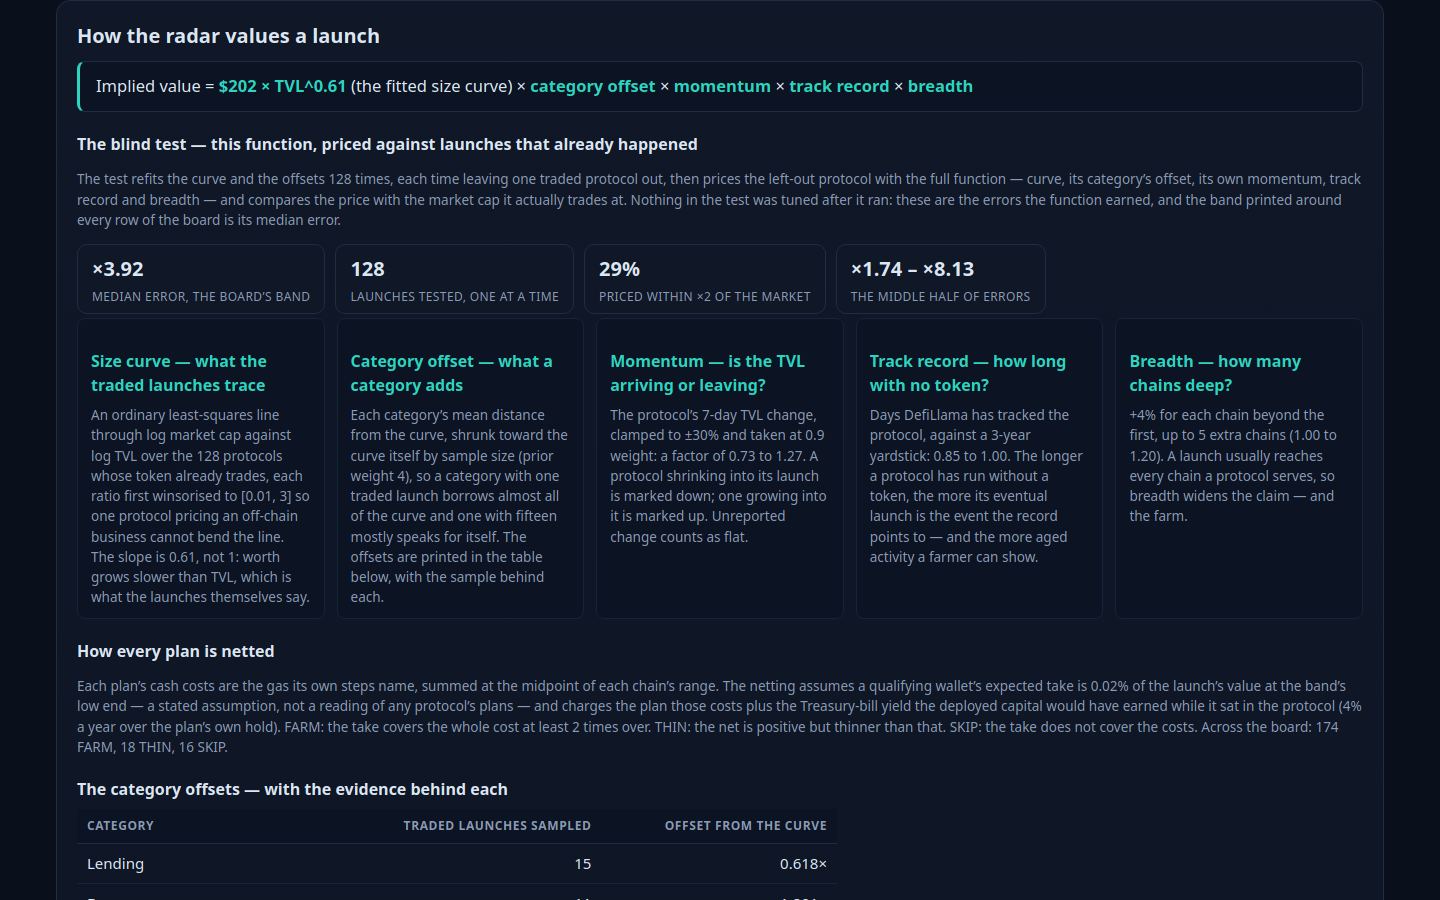 How the radar values a launch
Implied value = $202 × TVL^0.61 (the fitted size curve) × category offset × momentum × track record × breadth
The blind test — this function, priced against launches that already happened
The test refits the curve and the offsets 128 times, each time leaving one traded protocol out, then prices the left-out protocol with the full function — curve, its category's offset, its own momentum, track
record and breadth — and compares the price with the market cap it actually trades at. Nothing in the test was tuned after it ran: these are the errors the function earned, and the band printed around
every row of the board is its median error.
×3.92
MEDIAN ERROR, THE BOARD'S BAND
128
LAUNCHES TESTED, ONE AT A TIME
29%
PRICED WITHIN ×2 OF THE MARKET
×1.74 – ×8.13
THE MIDDLE HALF OF ERRORS
Size curve — what the
traded launches trace
An ordinary least-squares line
through log market cap against
log TVL over the 128 protocols
whose token already trades, each
ratio first winsorised to [0.01, 3] so
one protocol pricing an off-chain
business cannot bend the line.
The slope is 0.61, not 1: worth
grows slower than TVL, which is
what the launches themselves say.
Category offset — what a
category adds
Each category's mean distance
from the curve, shrunk toward the
curve itself by sample size (prior
weight 4), so a category with one
traded launch borrows almost all
of the curve and one with fifteen
mostly speaks for itself. The
offsets are printed in the table
below, with the sample behind
each.
Momentum — is the TVL
arriving or leaving?
The protocol's 7-day TVL change,
clamped to ±30% and taken at 0.9
weight: a factor of 0.73 to 1.27. A
protocol shrinking into its launch
is marked down; one growing into
it is marked up. Unreported
change counts as flat.
Track record — how long
with no token?
Days DefiLlama has tracked the
protocol, against a 3-year
yardstick: 0.85 to 1.00. The longer
a protocol has run without a
token, the more its eventual
launch is the event the record
points to — and the more aged
activity a farmer can show.
Breadth — how many
chains deep?
+4% for each chain beyond the
first, up to 5 extra chains (1.00 to
1.20). A launch usually reaches
every chain a protocol serves, so
breadth widens the claim — and
the farm.
How every plan is netted
Each plan's cash costs are the gas its own steps name, summed at the midpoint of each chain's range. The netting assumes a qualifying wallet's expected take is 0.02% of the launch's value at the band's
low end — a stated assumption, not a reading of any protocol's plans — and charges the plan those costs plus the Treasury-bill yield the deployed capital would have earned while it sat in the protocol (4%
a year over the plan's own hold). FARM: the take covers the whole cost at least 2 times over. THIN: the net is positive but thinner than that. SKIP: the take does not cover the costs. Across the board: 174
FARM, 18 THIN, 16 SKIP.
The category offsets — with the evidence behind each
CATEGORY TRADED LAUNCHES SAMPLED OFFSET FROM THE CURVE
Lending 15 0.618×